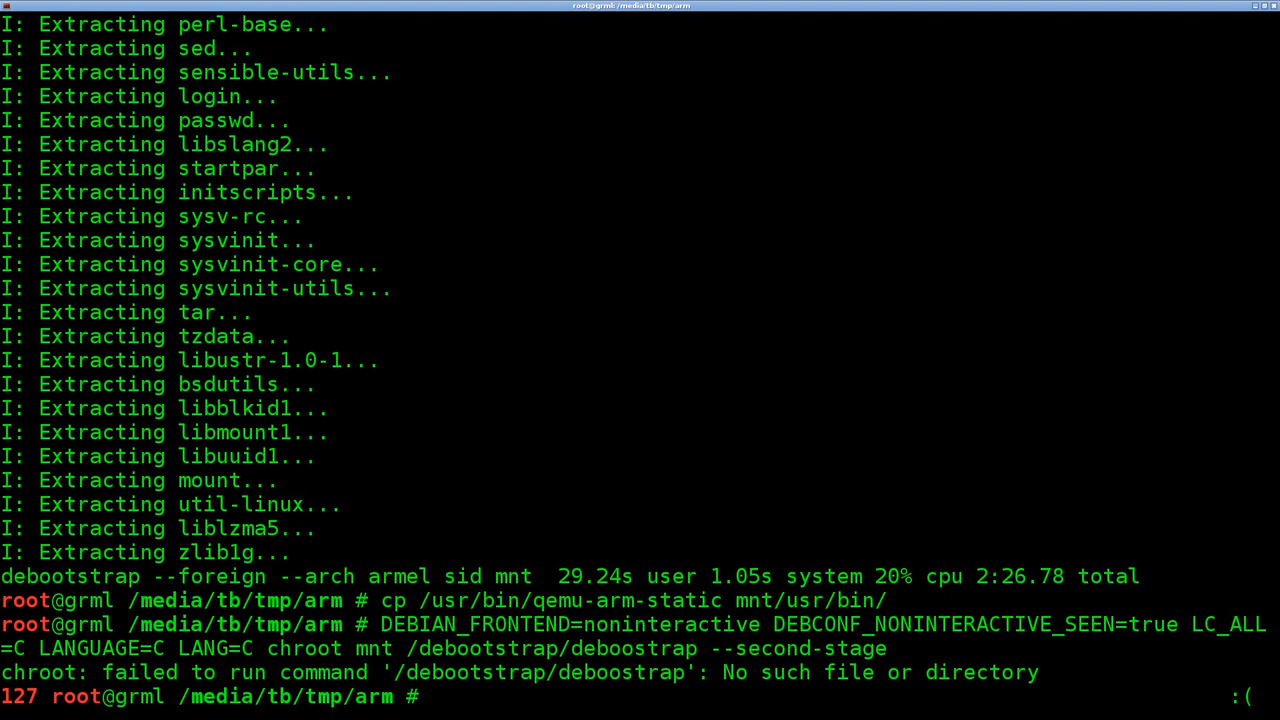 root@grml: /media/tb/tmp/arm
I: Extracting perl-base...
I: Extracting sed...
I: Extracting sensible-utils...
I: Extracting login...
I: Extracting passwd...
I: Extracting libslang2...
I: Extracting startpar...
I: Extracting initscripts...
I: Extracting sysv-rc...
I: Extracting sysvinit...
I: Extracting sysvinit-core...
I: Extracting sysvinit-utils...
I: Extracting tar...
I: Extracting tzdata...
I: Extracting libustr-1.0-1...
I: Extracting bsdutils...
I: Extracting libblkid1...
I: Extracting libmount1...
I: Extracting libuuid1...
I: Extracting mount...
I: Extracting util-linux...
I: Extracting liblzma5...
I: Extracting zlib1g...
debootstrap --foreign --arch armel sid mnt  29.24s user 1.05s system 20% cpu 2:26.78 total
root@grml /media/tb/tmp/arm # cp /usr/bin/qemu-arm-static mnt/usr/bin/
root@grml /media/tb/tmp/arm # DEBIAN_FRONTEND=noninteractive DEBCONF_NONINTERACTIVE_SEEN=true LC_ALL
=C LANGUAGE=C LANG=C chroot mnt /debootstrap/deboostrap --second-stage
chroot: failed to run command '/debootstrap/deboostrap': No such file or directory
127 root@grml /media/tb/tmp/arm # :(